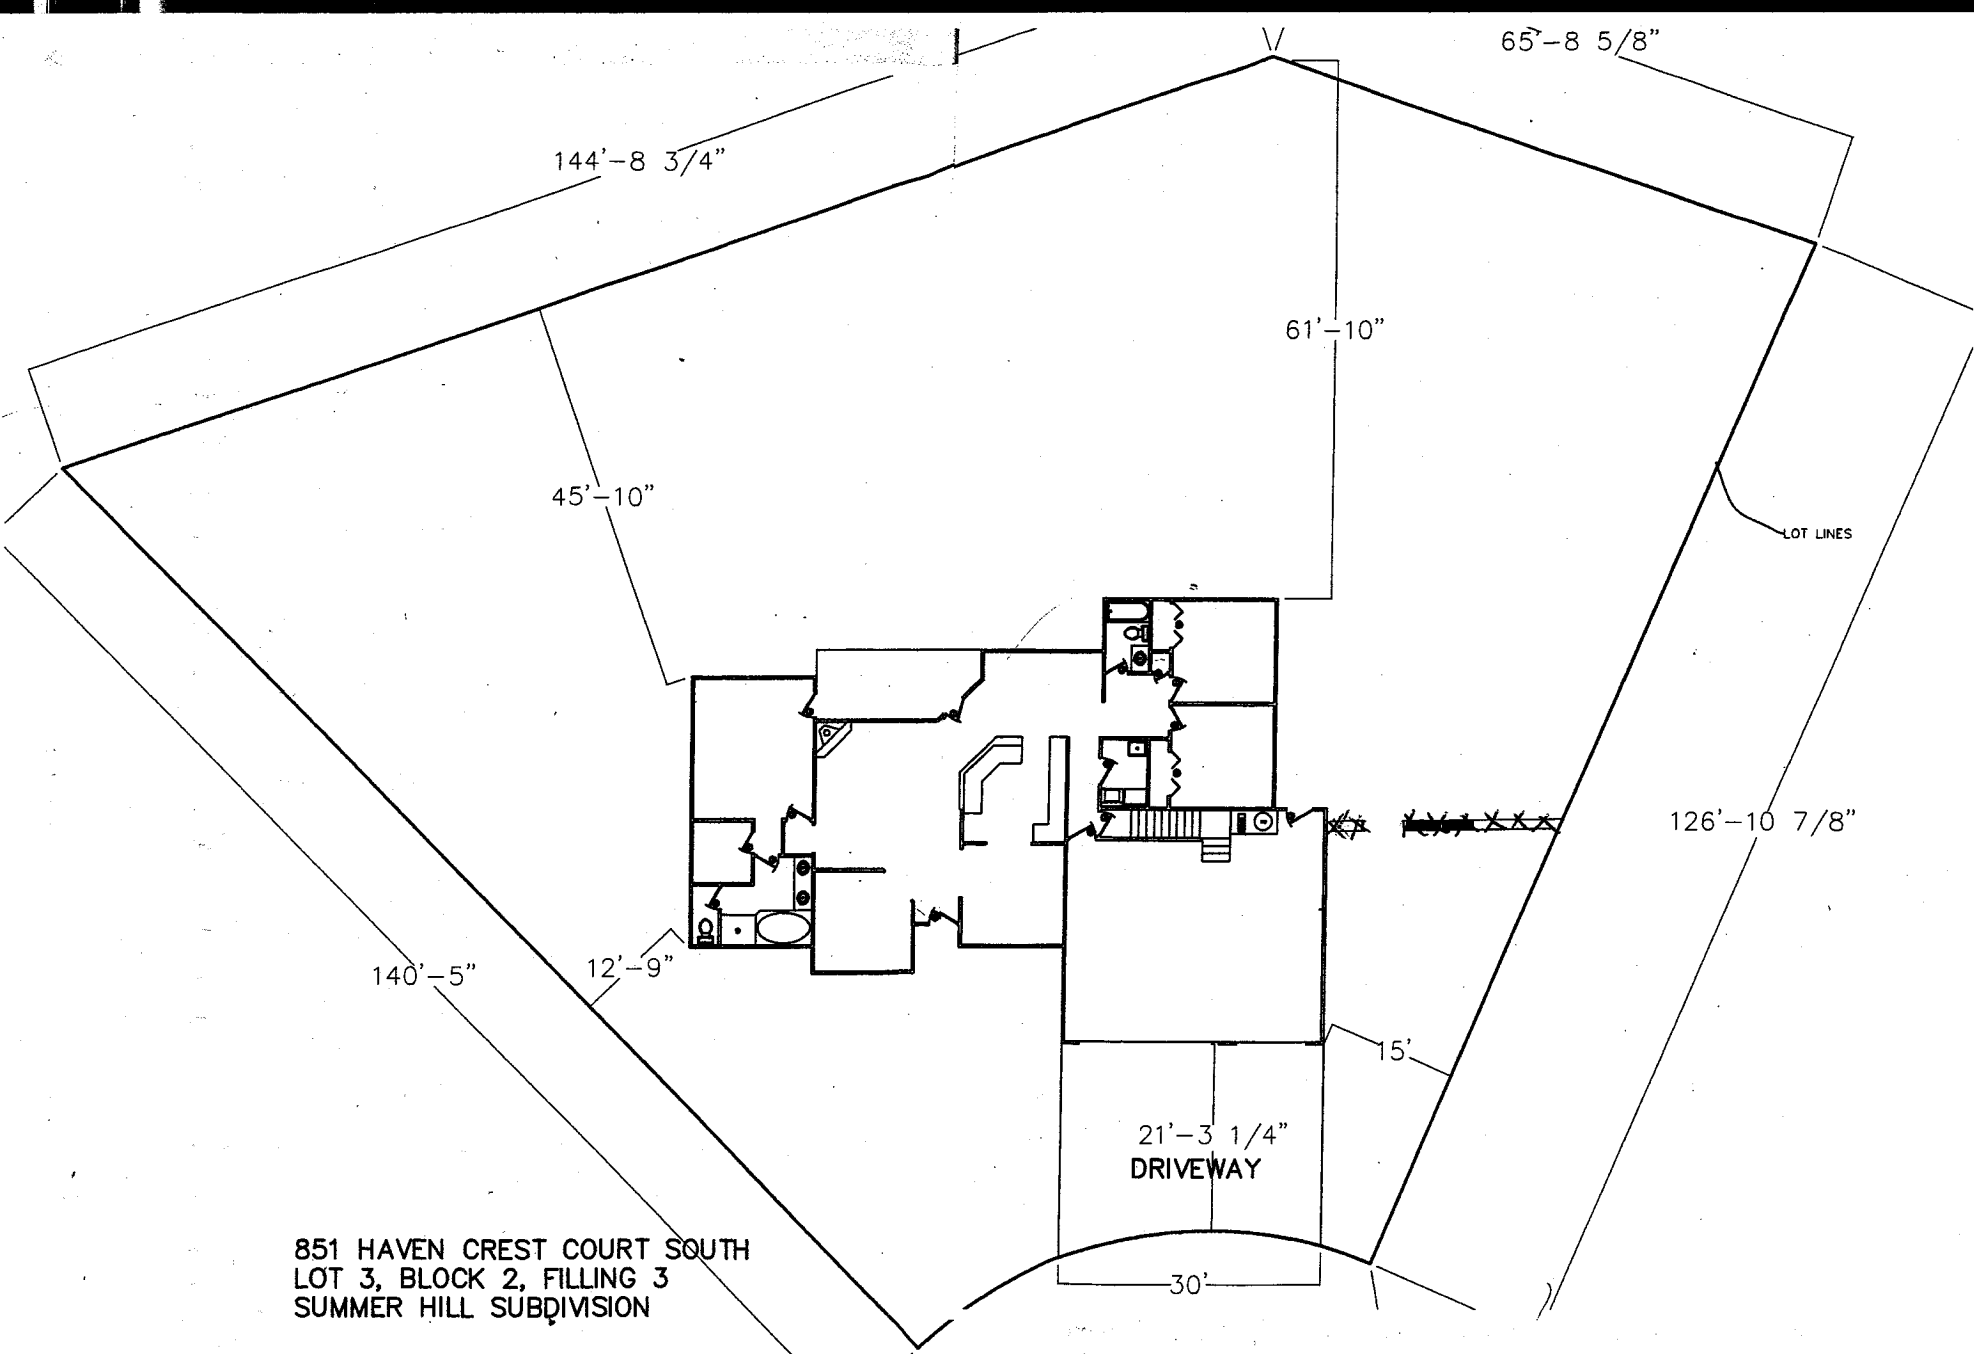 65'-8 5/8"
144'-8 3/4"
61'-10"
45'-10"
LOT LINES
126'-10 7/8"
12'-9"
140'-5"
15'
21'-3 1/4"
DRIVEWAY
30'
851 HAVEN CREST COURT SOUTH
LOT 3, BLOCK 2, FILLING 3
SUMMER HILL SUBDIVISION